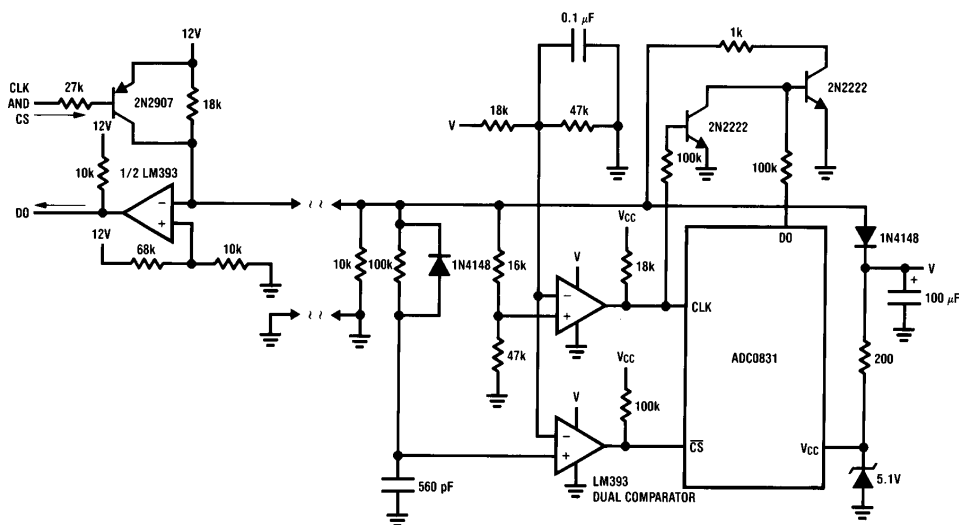 12V
CLK
AND
CS
27k
2N2907
18k
12V
10k
1/2 LM393
DO
−
+
12V
68k
10k
0.1 μF
V
18k
47k
1k
2N2222
2N2222
100k
100k
10k
100k
1N4148
16k
47k
VCC
18k
V
−
+
CLK
DO
ADC0831
VCC
CS
VCC
100k
V
−
+
LM393
DUAL COMPARATOR
560 pF
1N4148
V
+
100 μF
200
5.1V